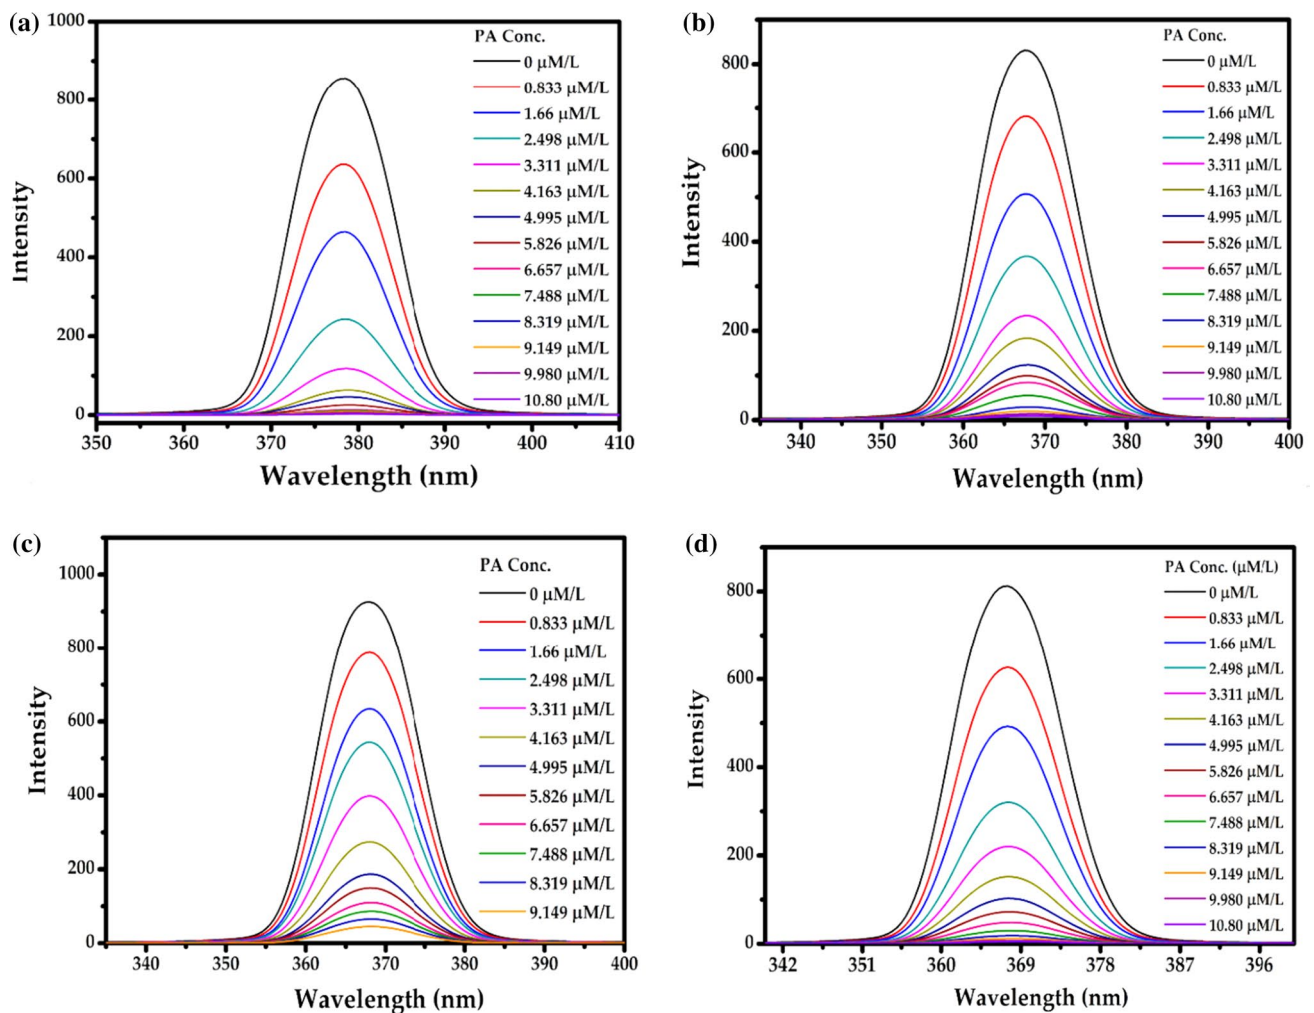 (a)
1000
800
600
400
200
0
Intensity
350 360 370 380 390 400 410
Wavelength (nm)
PA Conc.
0 μM/L
0.833 μM/L
1.66 μM/L
2.498 μM/L
3.311 μM/L
4.163 μM/L
4.995 μM/L
5.826 μM/L
6.657 μM/L
7.488 μM/L
8.319 μM/L
9.149 μM/L
9.980 μM/L
10.80 μM/L
(b)
800
600
400
200
0
Intensity
340 350 360 370 380 390 400
Wavelength (nm)
PA Conc.
0 μM/L
0.833 μM/L
1.66 μM/L
2.498 μM/L
3.311 μM/L
4.163 μM/L
4.995 μM/L
5.826 μM/L
6.657 μM/L
7.488 μM/L
8.319 μM/L
9.149 μM/L
9.980 μM/L
10.80 μM/L
(c)
1000
800
600
400
200
0
Intensity
340 350 360 370 380 390 400
Wavelength (nm)
PA Conc.
0 μM/L
0.833 μM/L
1.66 μM/L
2.498 μM/L
3.311 μM/L
4.163 μM/L
4.995 μM/L
5.826 μM/L
6.657 μM/L
7.488 μM/L
8.319 μM/L
9.149 μM/L
(d)
800
600
400
200
0
Intensity
342 351 360 369 378 387 396
Wavelength (nm)
PA Conc. (μM/L)
0 μM/L
0.833 μM/L
1.66 μM/L
2.498 μM/L
3.311 μM/L
4.163 μM/L
4.995 μM/L
5.826 μM/L
6.657 μM/L
7.488 μM/L
8.319 μM/L
9.149 μM/L
9.980 μM/L
10.80 μM/L